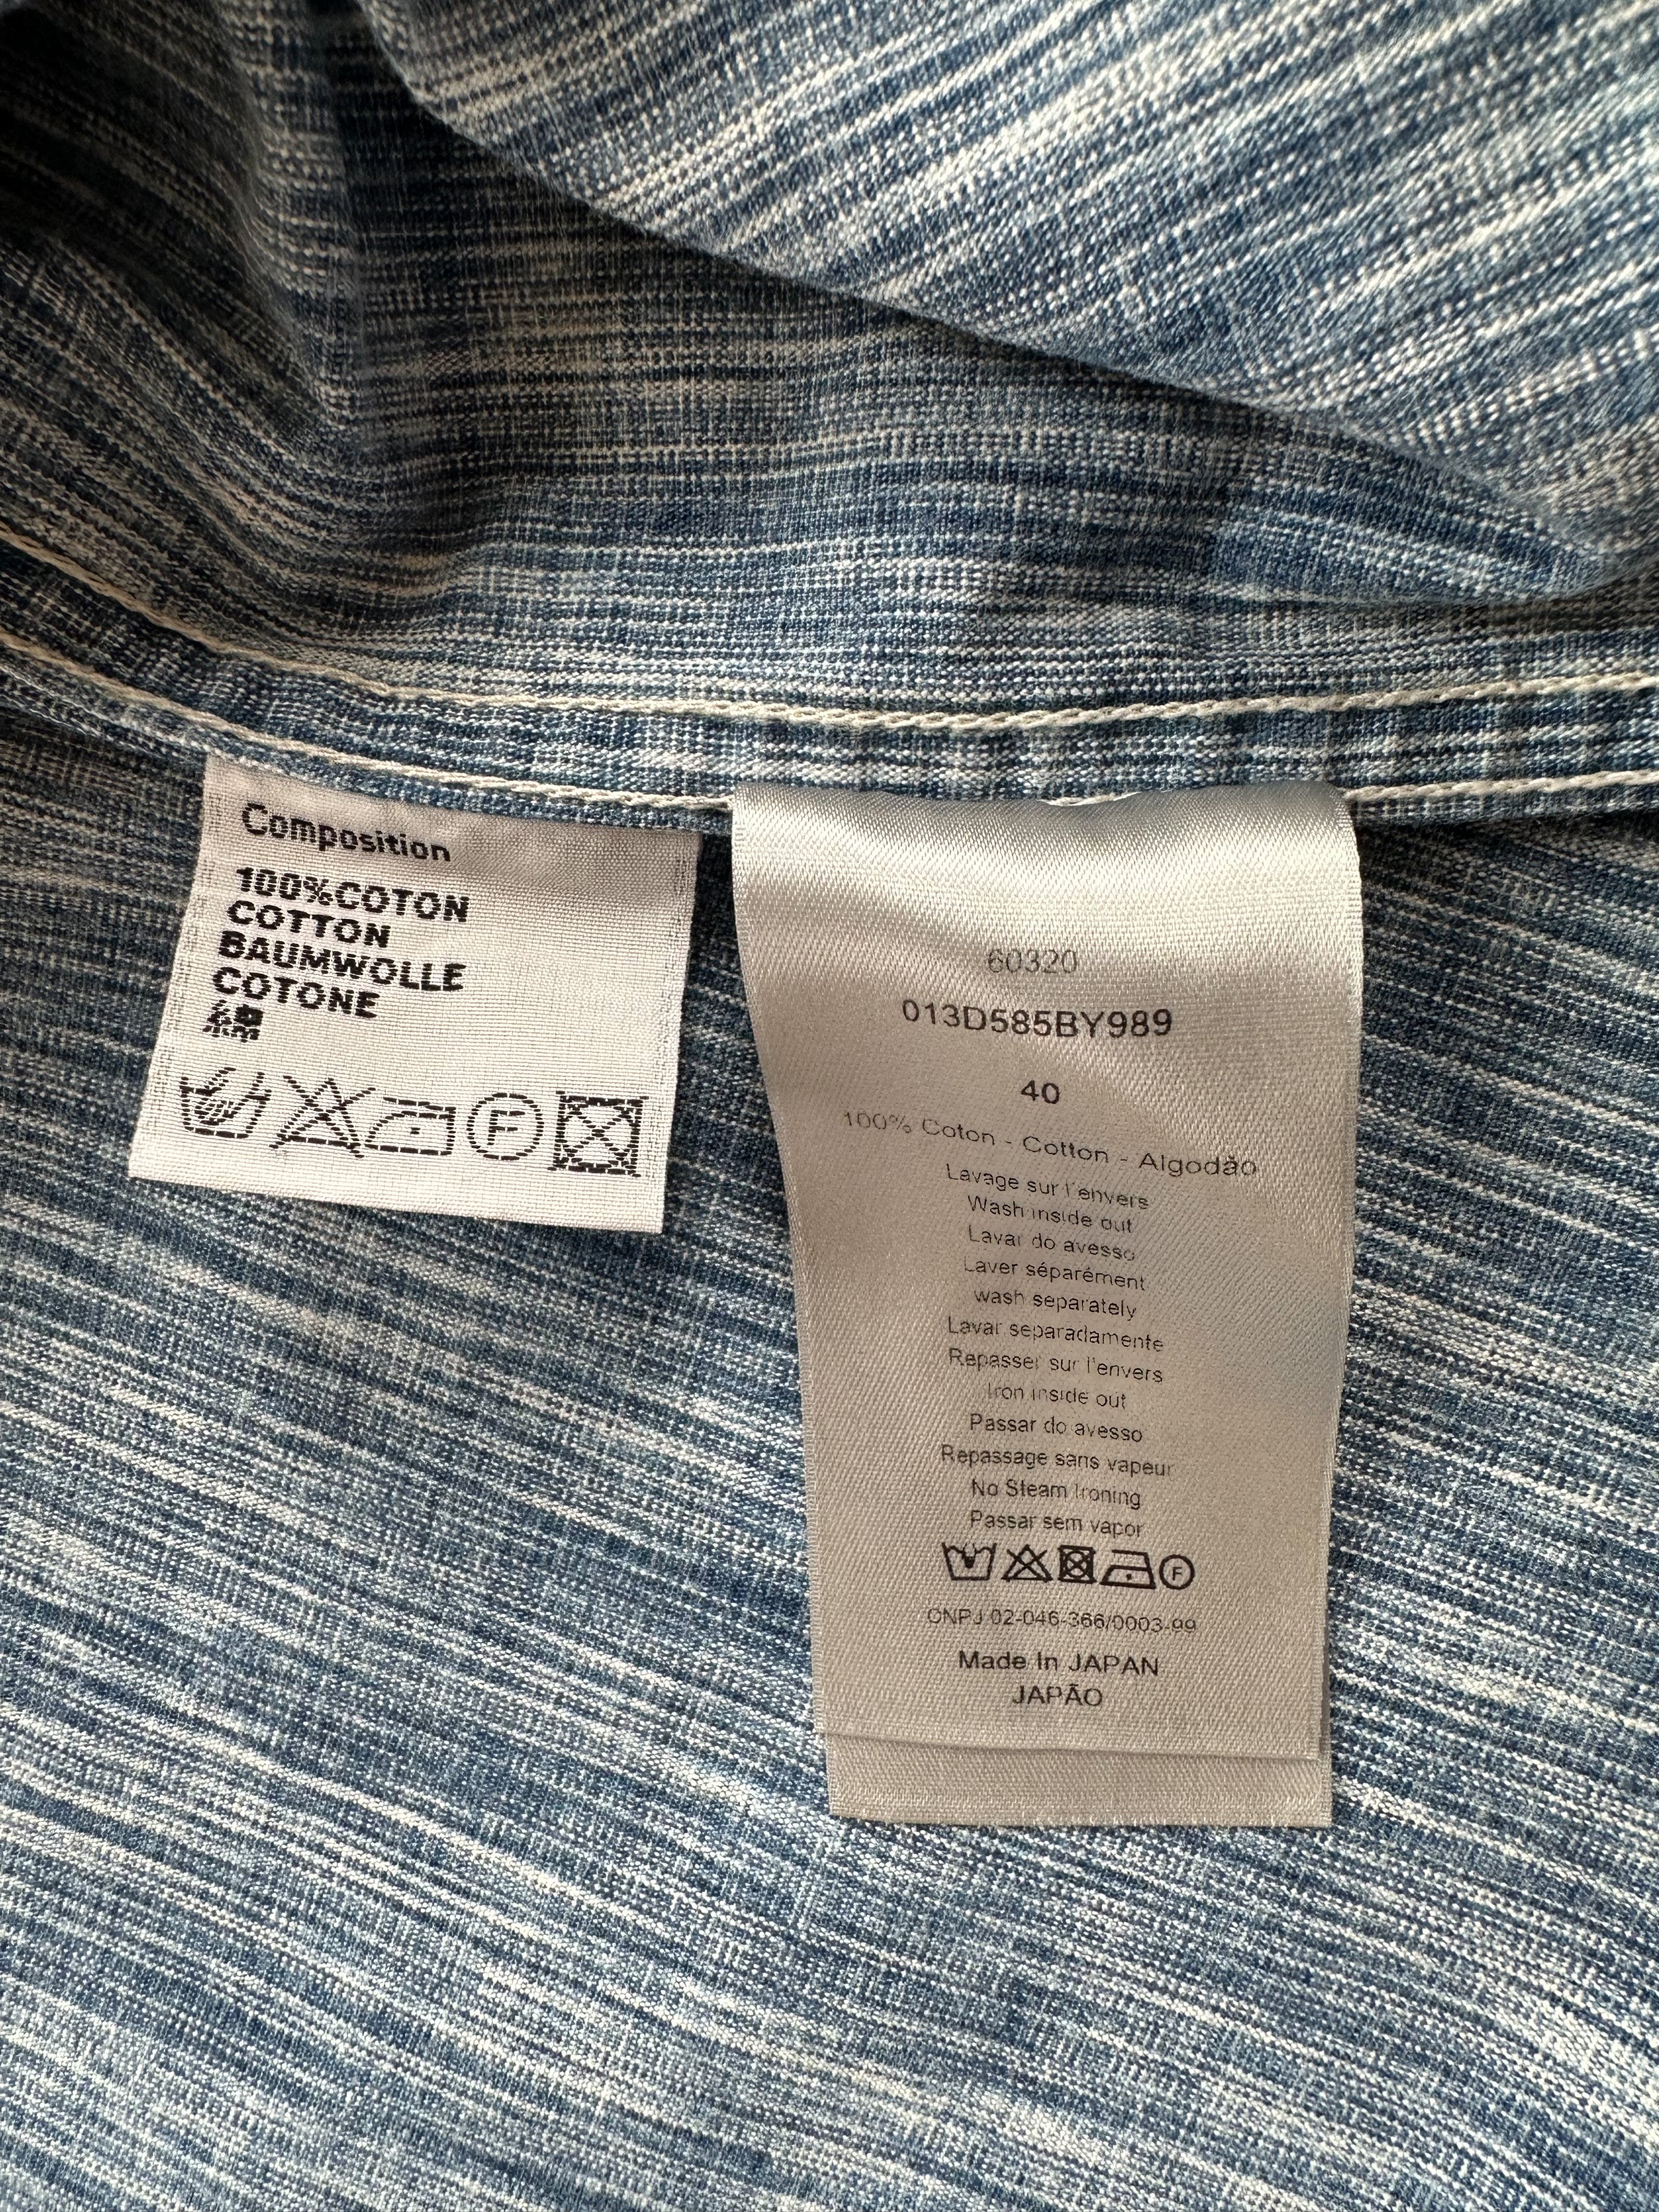 Composition
100%COTON
COTTON
BAUMWOLLE
COTONE
F
60320
013D585BY989
40
100% Coton - Cotton - Algodão
Lavage sur l'envers
Wash inside out
Lavar do avesso
Laver séparément
wash separately
Lavar separadamente
Repasser sur l'envers
Iron inside out
Passar do avesso
Repassage sans vapeur
No Steam Ironing
Passar sem vapor
F
CNPJ 02-046-366/0003-99
Made In JAPAN
JAPÃO